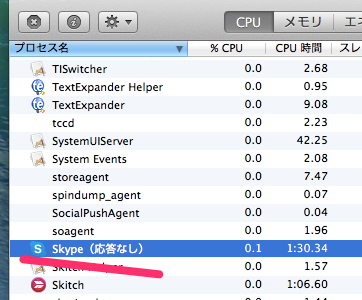 CPU メモリ エネ
プロセス名 % CPU CPU 時間 スレ
TISwitcher 0.0 2.68
TextExpander Helper 0.0 0.95
TextExpander 0.0 9.08
tccd 0.0 2.23
SystemUIServer 0.0 42.25
System Events 0.0 2.08
storeagent 0.0 7.47
spindump_agent 0.0 0.07
SocialPushAgent 0.0 0.04
soagent 0.0 1.96
Skype（応答なし） 0.1 1:30.34
0.0 1.57
Skitch 0.0 1:06.60